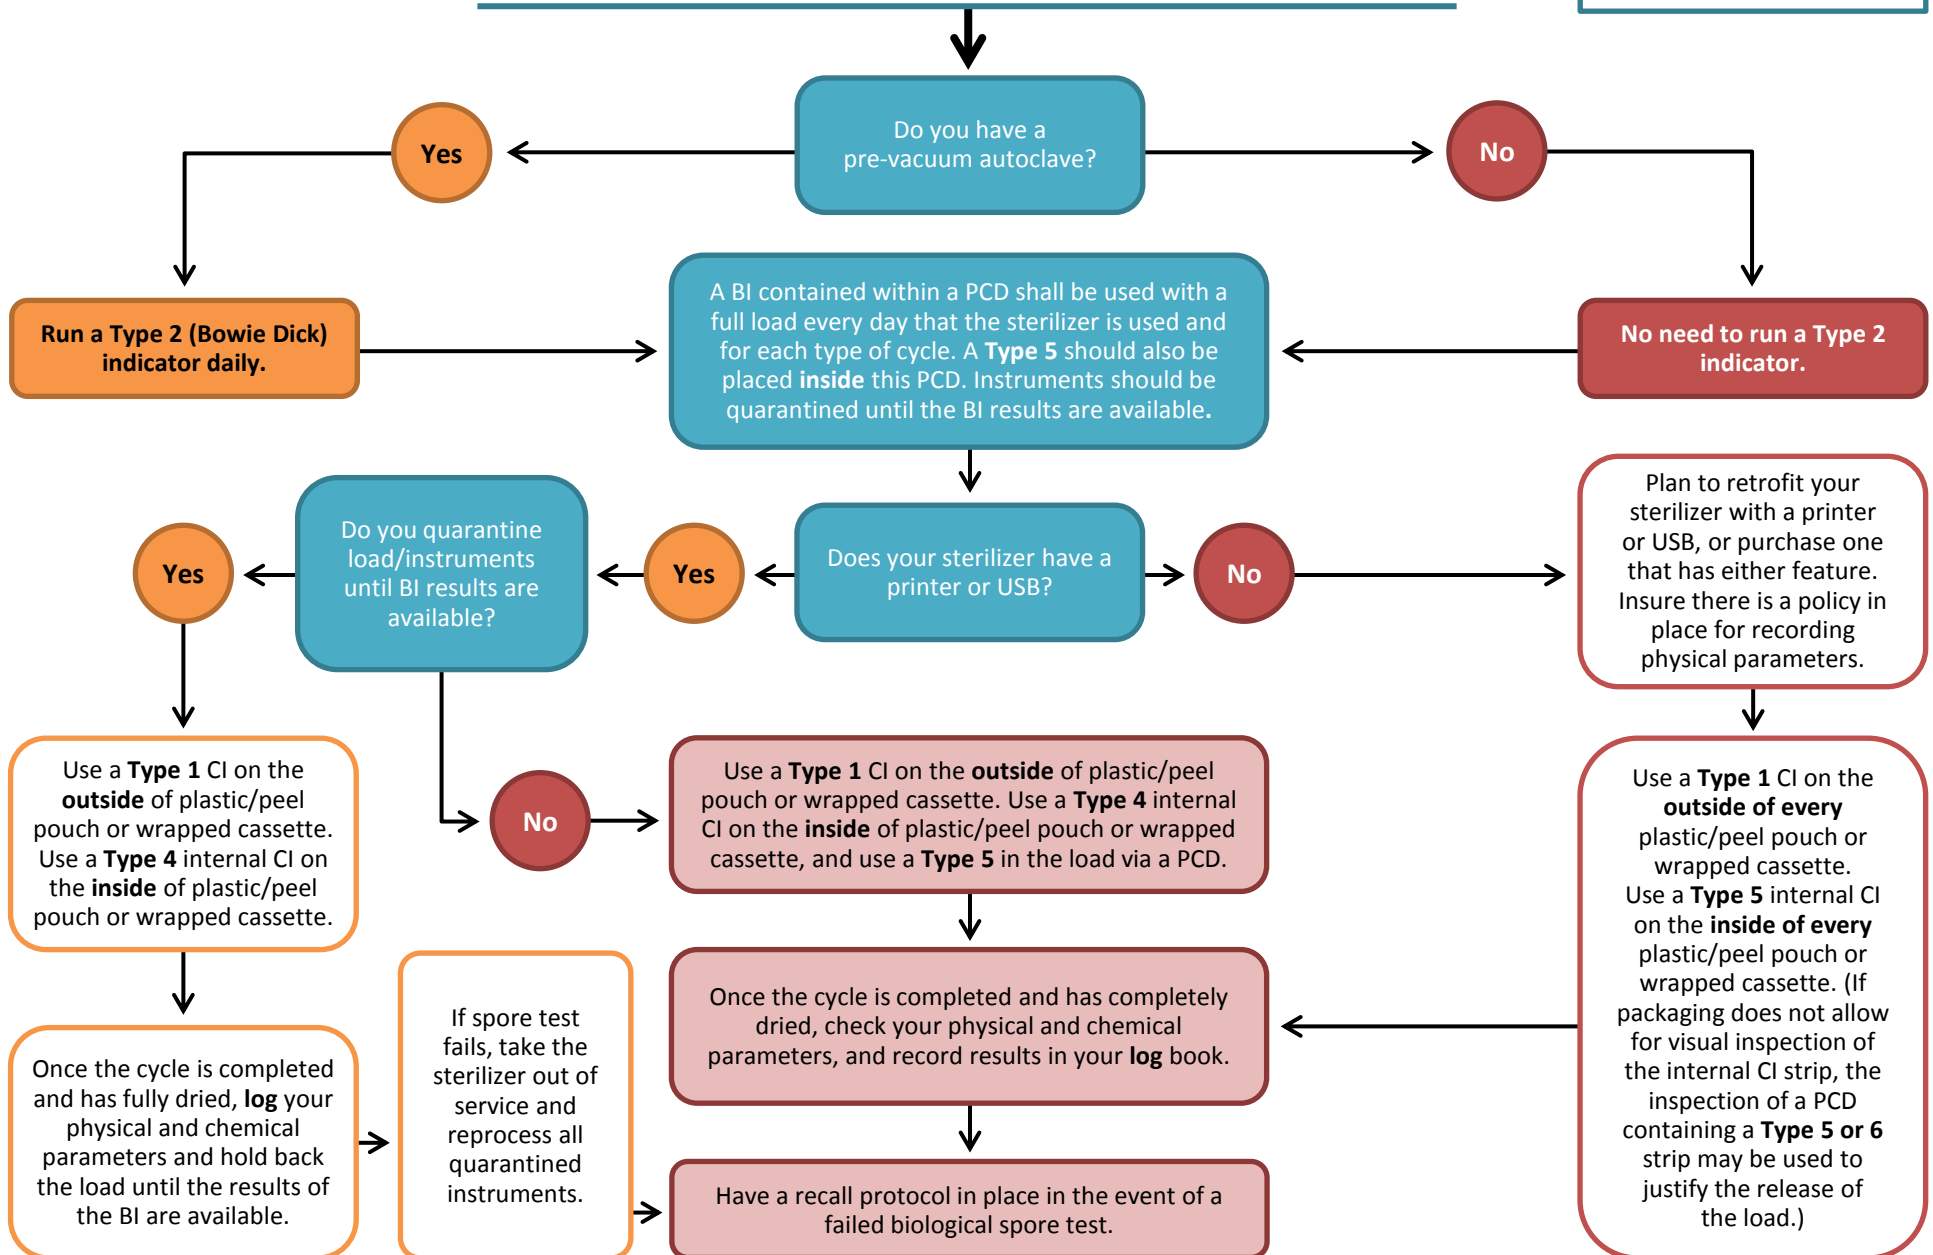 Do you have a
pre-vacuum autoclave?
Yes
No
Run a Type 2 (Bowie Dick)
indicator daily.
A BI contained within a PCD shall be used with a
full load every day that the sterilizer is used and
for each type of cycle. A Type 5 should also be
placed inside this PCD. Instruments should be
quarantined until the BI results are available.
No need to run a Type 2
indicator.
Does your sterilizer have a
printer or USB?
Yes
No
Do you quarantine
load/instruments
until BI results are
available?
Yes
No
Plan to retrofit your
sterilizer with a printer
or USB, or purchase one
that has either feature.
Insure there is a policy in
place for recording
physical parameters.
Use a Type 1 CI on the
outside of plastic/peel
pouch or wrapped cassette.
Use a Type 4 internal CI on
the inside of plastic/peel
pouch or wrapped cassette.
Use a Type 1 CI on the outside of plastic/peel
pouch or wrapped cassette. Use a Type 4 internal
CI on the inside of plastic/peel pouch or wrapped
cassette, and use a Type 5 in the load via a PCD.
Use a Type 1 CI on the
outside of every
plastic/peel pouch or
wrapped cassette.
Use a Type 5 internal CI
on the inside of every
plastic/peel pouch or
wrapped cassette. (If
packaging does not allow
for visual inspection of
the internal CI strip, the
inspection of a PCD
containing a Type 5 or 6
strip may be used to
justify the release of
the load.)
Once the cycle is completed
and has fully dried, log your
physical and chemical
parameters and hold back
the load until the results of
the BI are available.
If spore test
fails, take the
sterilizer out of
service and
reprocess all
quarantined
instruments.
Once the cycle is completed and has completely
dried, check your physical and chemical
parameters, and record results in your log book.
Have a recall protocol in place in the event of a
failed biological spore test.